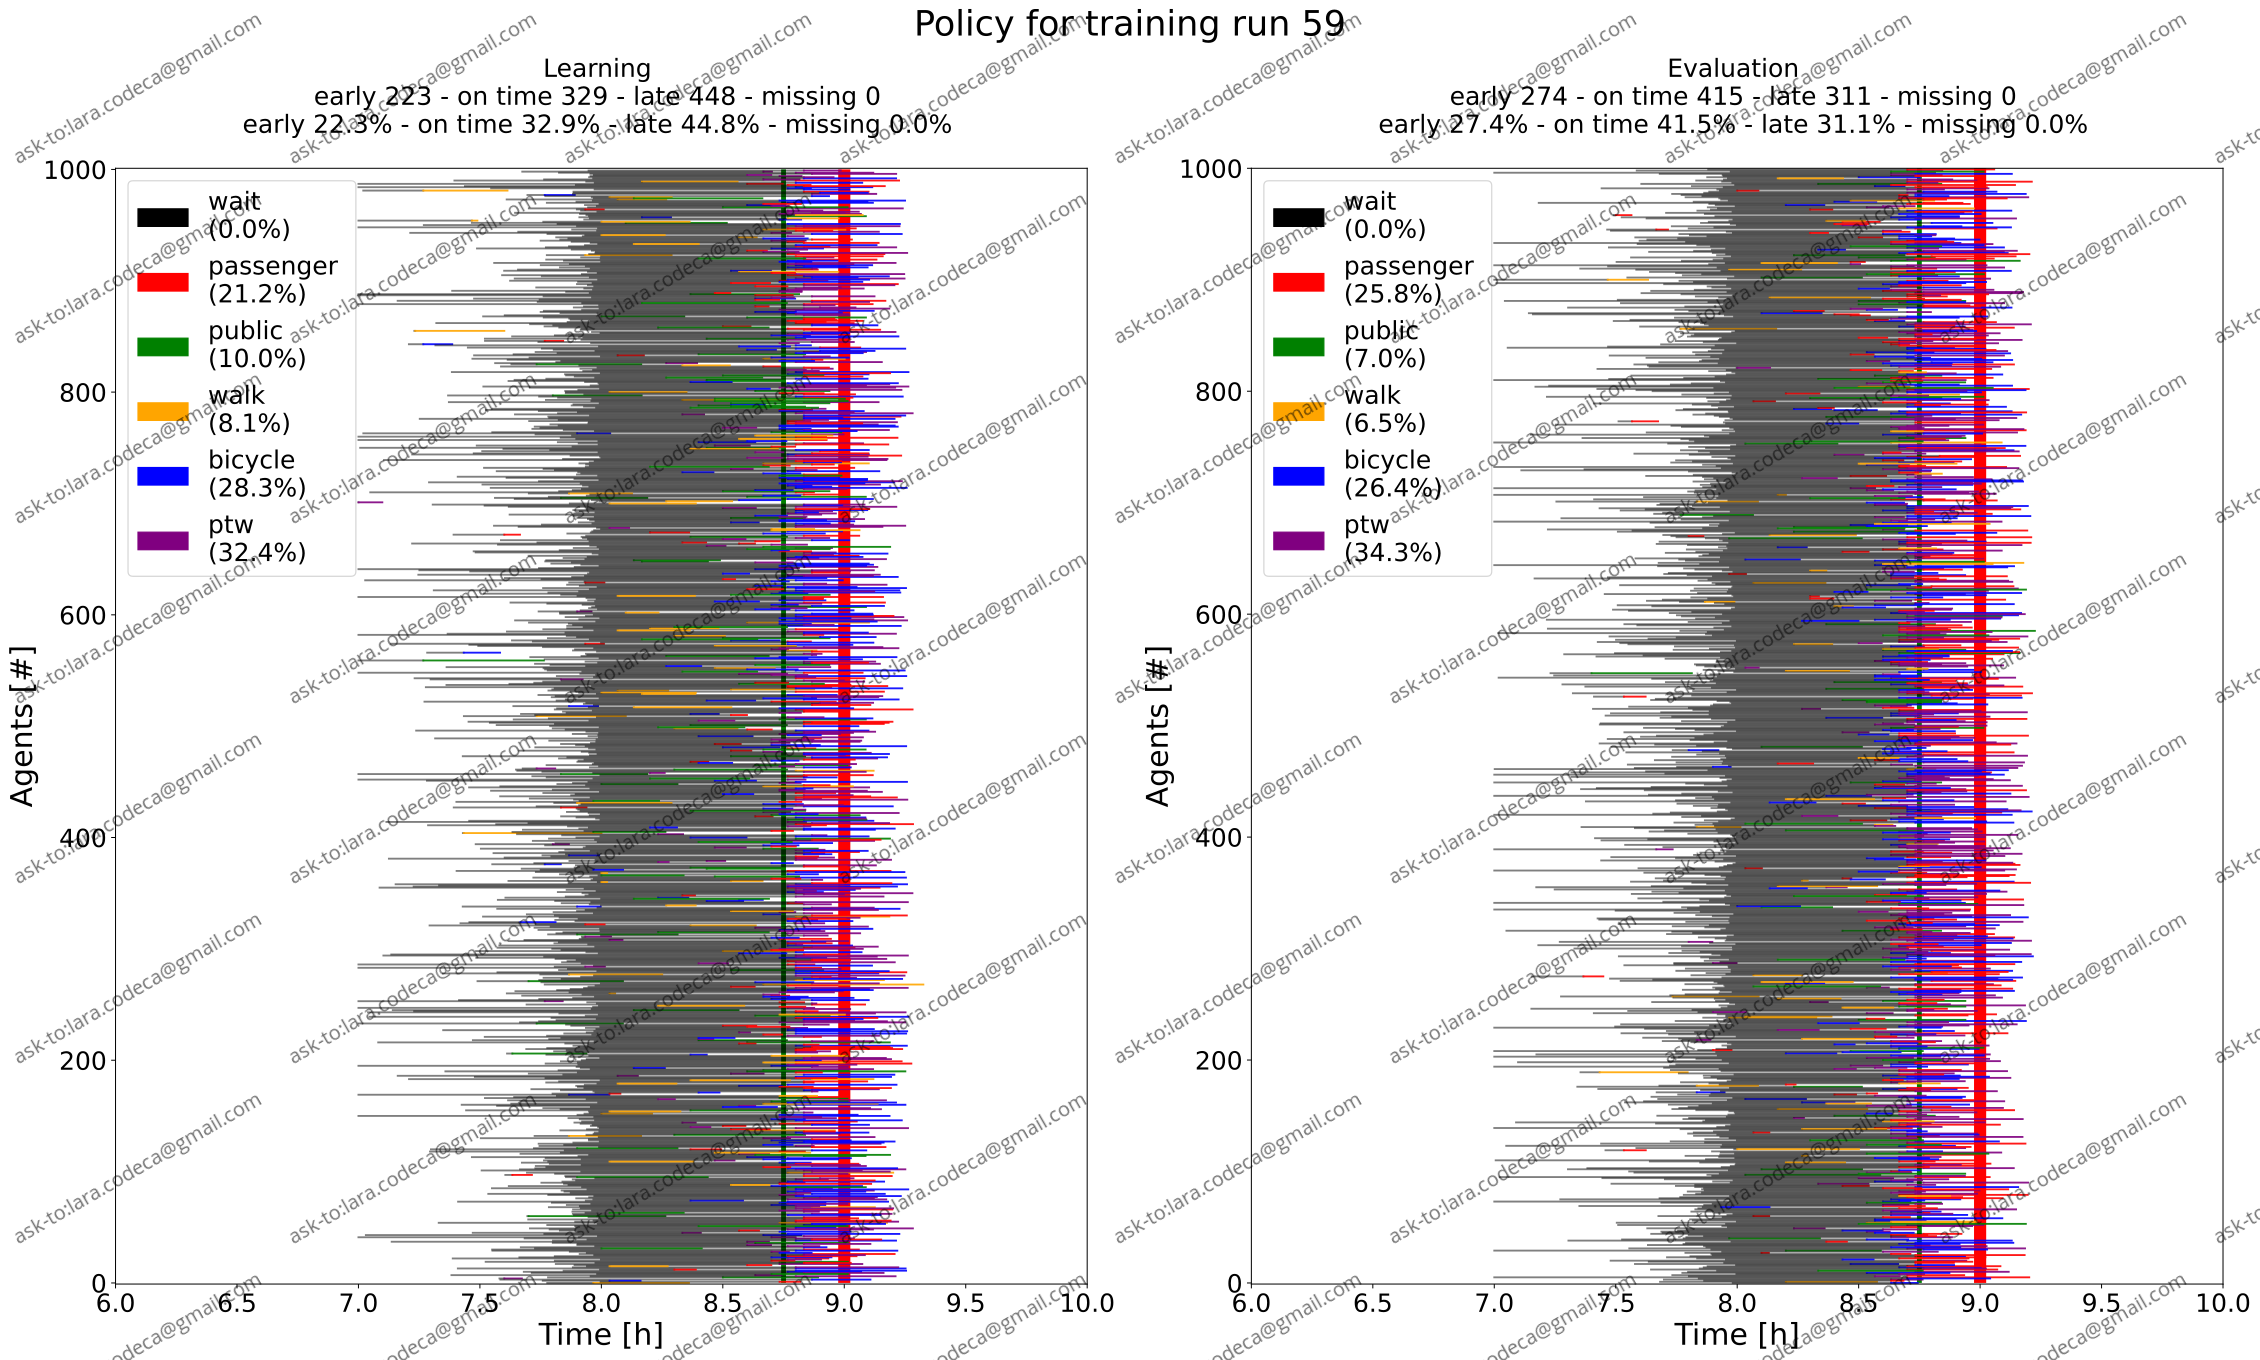 Policy for training run 59
Learning
early 223 - on time 329 - late 448 - missing 0
early 22.3% - on time 32.9% - late 44.8% - missing 0.0%
1000
800
600
400
200
0
Agents [#]
wait
(0.0%)
passenger
(21.2%)
public
(10.0%)
walk
(8.1%)
bicycle
(28.3%)
ptw
(32.4%)
6.0 6.5 7.0 7.5 8.0 8.5 9.0 9.5 10.0
Time [h]
Evaluation
early 274 - on time 415 - late 311 - missing 0
early 27.4% - on time 41.5% - late 31.1% - missing 0.0%
1000
800
600
400
200
0
Agents [#]
wait
(0.0%)
passenger
(25.8%)
public
(7.0%)
walk
(6.5%)
bicycle
(26.4%)
ptw
(34.3%)
6.0 6.5 7.0 7.5 8.0 8.5 9.0 9.5 10.0
Time [h]
ask-to:lara.codeca@gmail.com